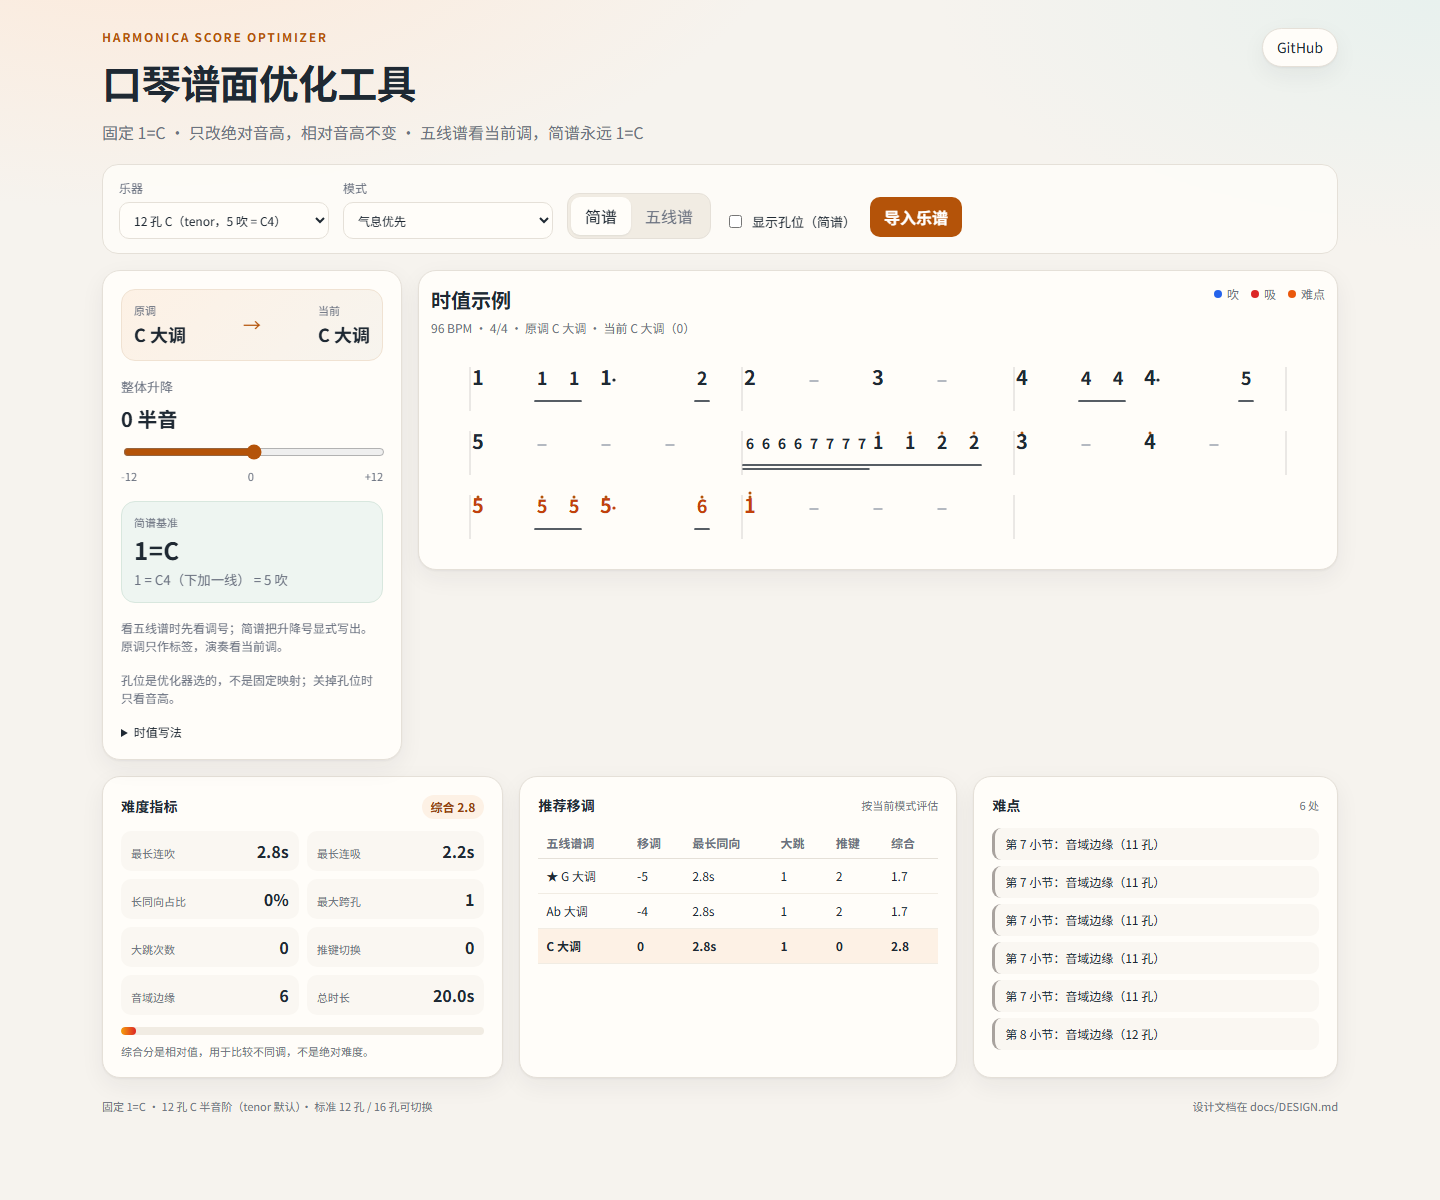 HARMONICA SCORE OPTIMIZER
口琴谱面优化工具
固定 1=C · 只改绝对音高，相对音高不变 · 五线谱看当前调，简谱永远 1=C
GitHub
乐器
12 孔 C（tenor，5 吹 = C4）
模式
气息优先
简谱
五线谱
显示孔位（简谱）
导入乐谱
原调
C 大调
→
当前
C 大调
整体升降
0 半音
-12 0 +12
简谱基准
1=C
1 = C4（下加一线） = 5 吹
看五线谱时先看调号；简谱把升降号显式写出。
原调只作标签，演奏看当前调。
孔位是优化器选的，不是固定映射；关掉孔位时
只看音高。
▶ 时值写法
时值示例
吹 吸 难点
96 BPM · 4/4 · 原调 C 大调 · 当前 C 大调（0）
1 1 1 1· 2 2 – 3 – 4 4 4 4· 5
5 – – – 6 6 6 6 7 7 7 7 1 1 2 2 3 – 4 –
5 5 5 5· 6 1 – – –
难度指标
综合 2.8
最长连吹 2.8s
最长连吸 2.2s
长同向占比 0%
最大跨孔 1
大跳次数 0
推键切换 0
音域边缘 6
总时长 20.0s
综合分是相对值，用于比较不同调，不是绝对难度。
推荐移调
按当前模式评估
五线谱调 移调 最长同向 大跳 推键 综合
★ G 大调 -5 2.8s 1 2 1.7
Ab 大调 -4 2.8s 1 2 1.7
C 大调 0 2.8s 1 0 2.8
难点
6 处
第 7 小节：音域边缘（11 孔）
第 7 小节：音域边缘（11 孔）
第 7 小节：音域边缘（11 孔）
第 7 小节：音域边缘（11 孔）
第 7 小节：音域边缘（11 孔）
第 8 小节：音域边缘（12 孔）
固定 1=C · 12 孔 C 半音阶（tenor 默认）· 标准 12 孔 / 16 孔可切换
设计文档在 docs/DESIGN.md